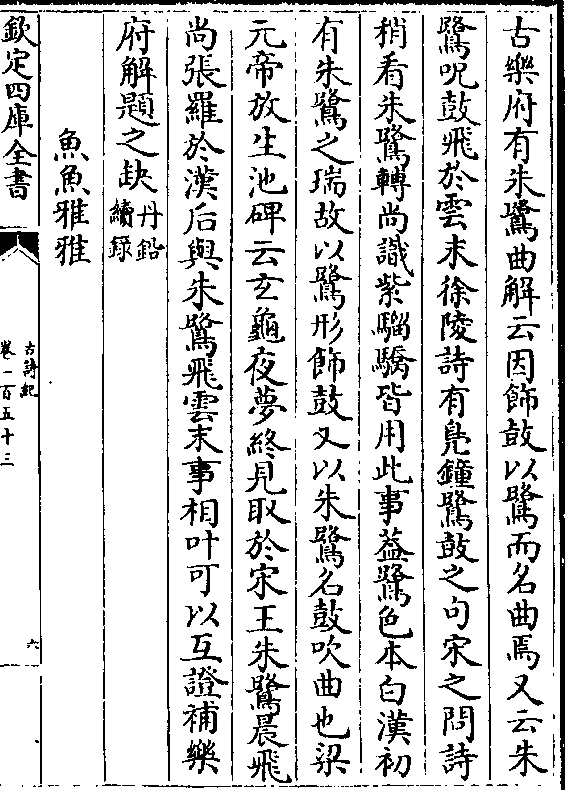 古樂府有朱鷺曲解云因飾鼓以鷺而名曲焉又云朱
鷺呪鼓飛於雲末徐陵詩有鳬鐘鷺鼔之句宋之問詩
稍看朱鷺轉尚識紫騮驕皆用此事葢鷺色本白漢初
有朱鷺之瑞故以鷺形飾鼓又以朱鷺名鼓吹曲也梁
元帝放生池碑云玄龜夜夢終見取於宋王朱鷺晨飛
尚張羅於漢后與朱鷺飛雲末事相叶可以互證補樂
府解題之缺丹鉛續錄
魚魚雅雅
欽定四庫全書
古詩紀
卷一百五十三
六